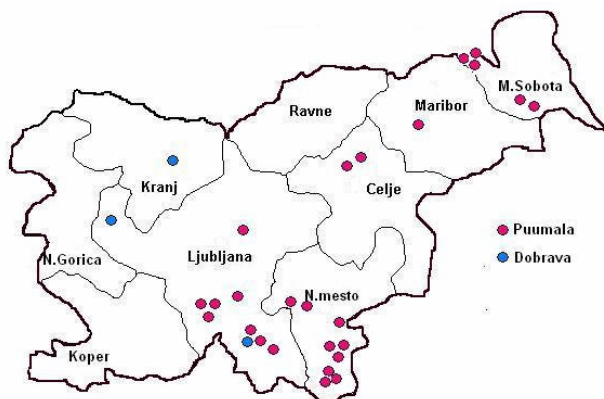 M.Sobota
Ravne
Maribor
Kranj
Celje
Puumala
N.Gorica
Ljubljana
Dobrava
N.mesto
Koper